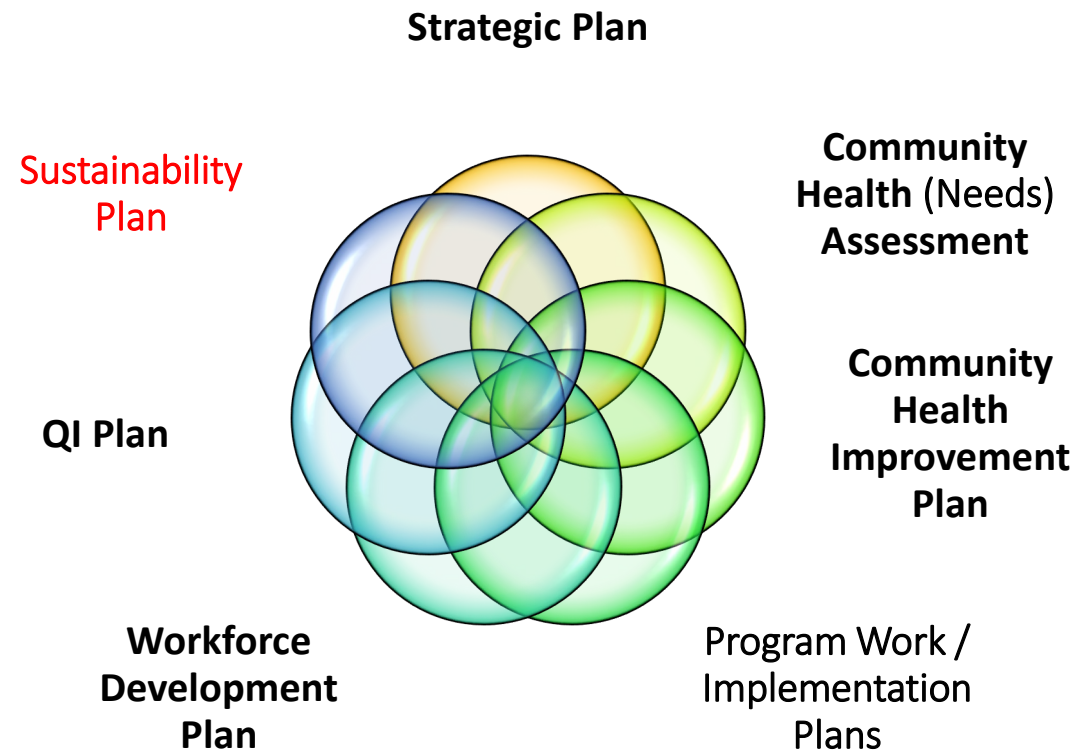 Strategic Plan
Sustainability
Plan
Community
Health (Needs)
Assessment
Community
Health
Improvement
Plan
QI Plan
Workforce
Development
Plan
Program Work /
Implementation
Plans